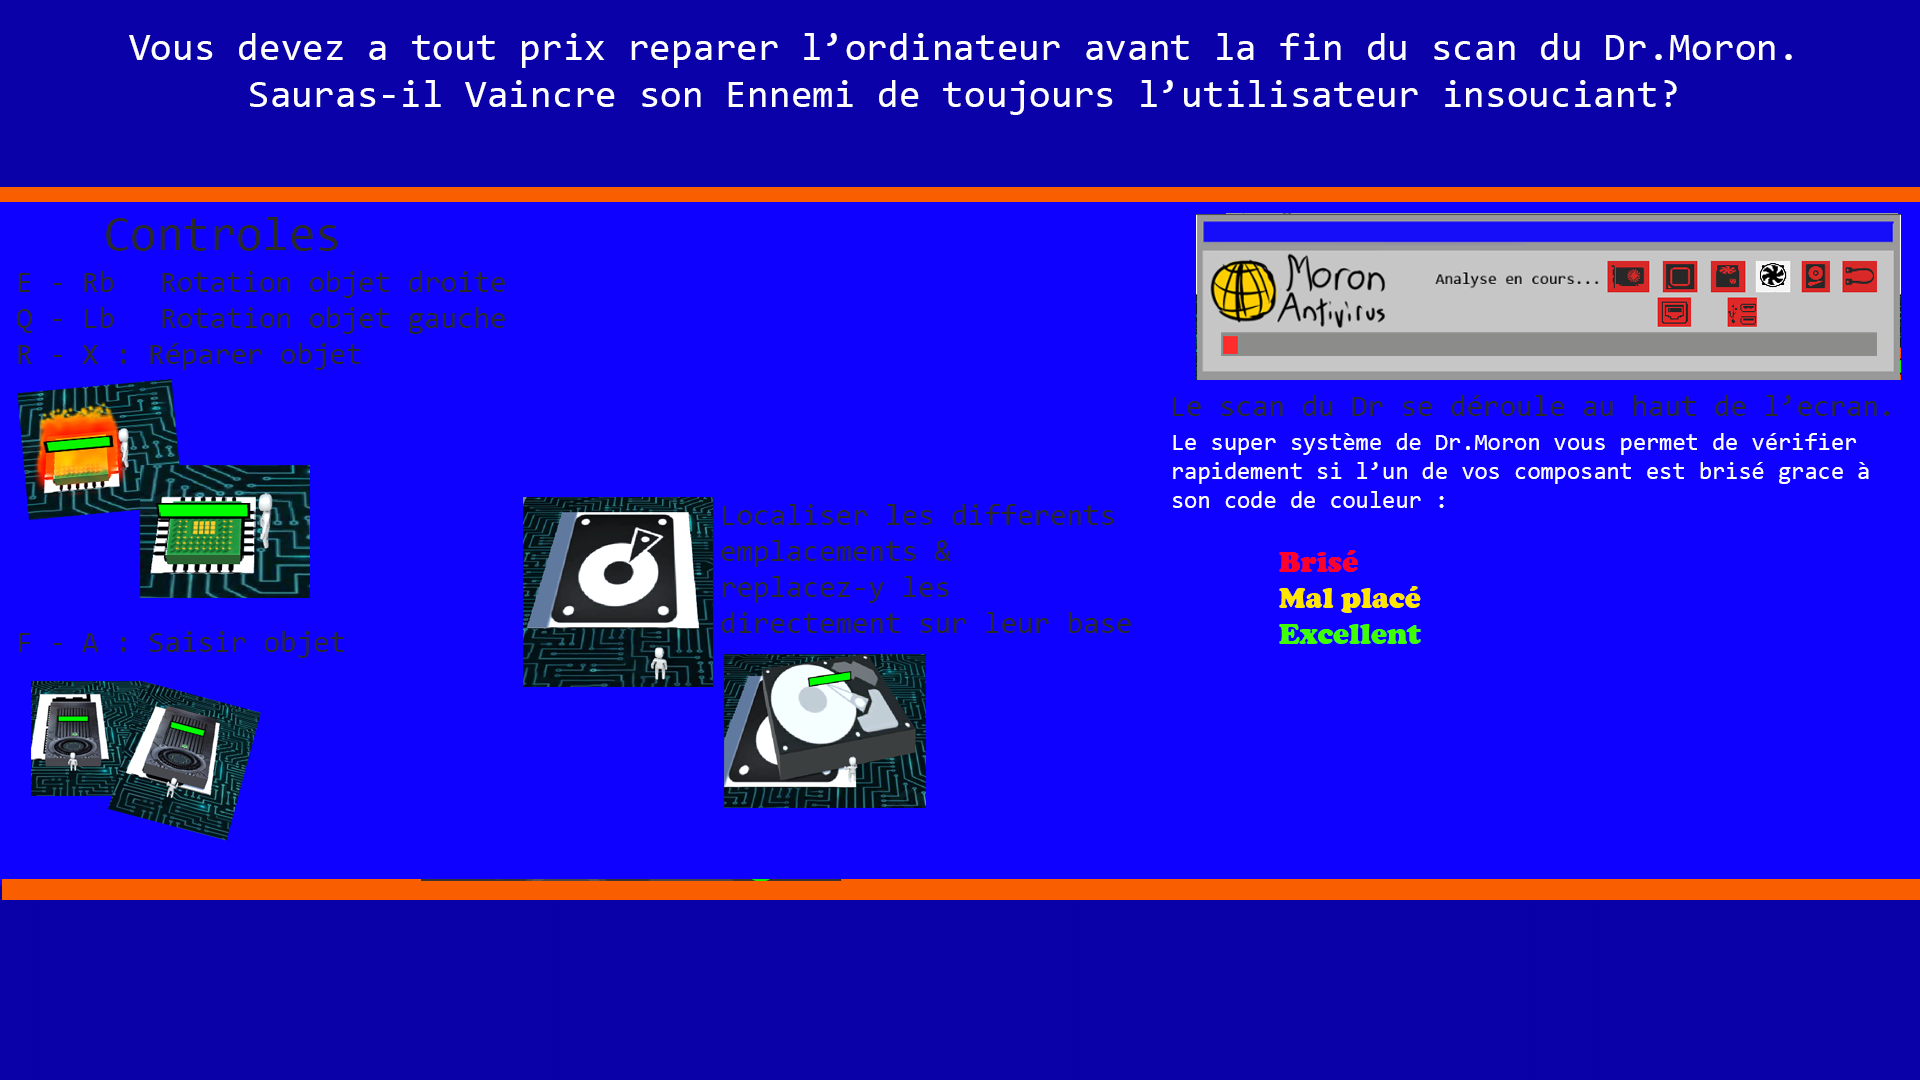 Vous devez a tout prix reparer l’ordinateur avant la fin du scan du Dr.Moron.
Sauras-il Vaincre son Ennemi de toujours l’utilisateur insouciant?
Controles
E - Rb Rotation objet droite
Q - Lb Rotation objet gauche
R - X : Réparer objet
F - A : Saisir objet
Localiser les differents
emplacements &
replacez-y les
directement sur leur base
Moron
Antivirus
Analyse en cours...
Le scan du Dr se déroule au haut de l’ecran.
Le super système de Dr.Moron vous permet de vérifier
rapidement si l’un de vos composant est brisé grace à
son code de couleur :
Brisé
Mal placé
Excellent